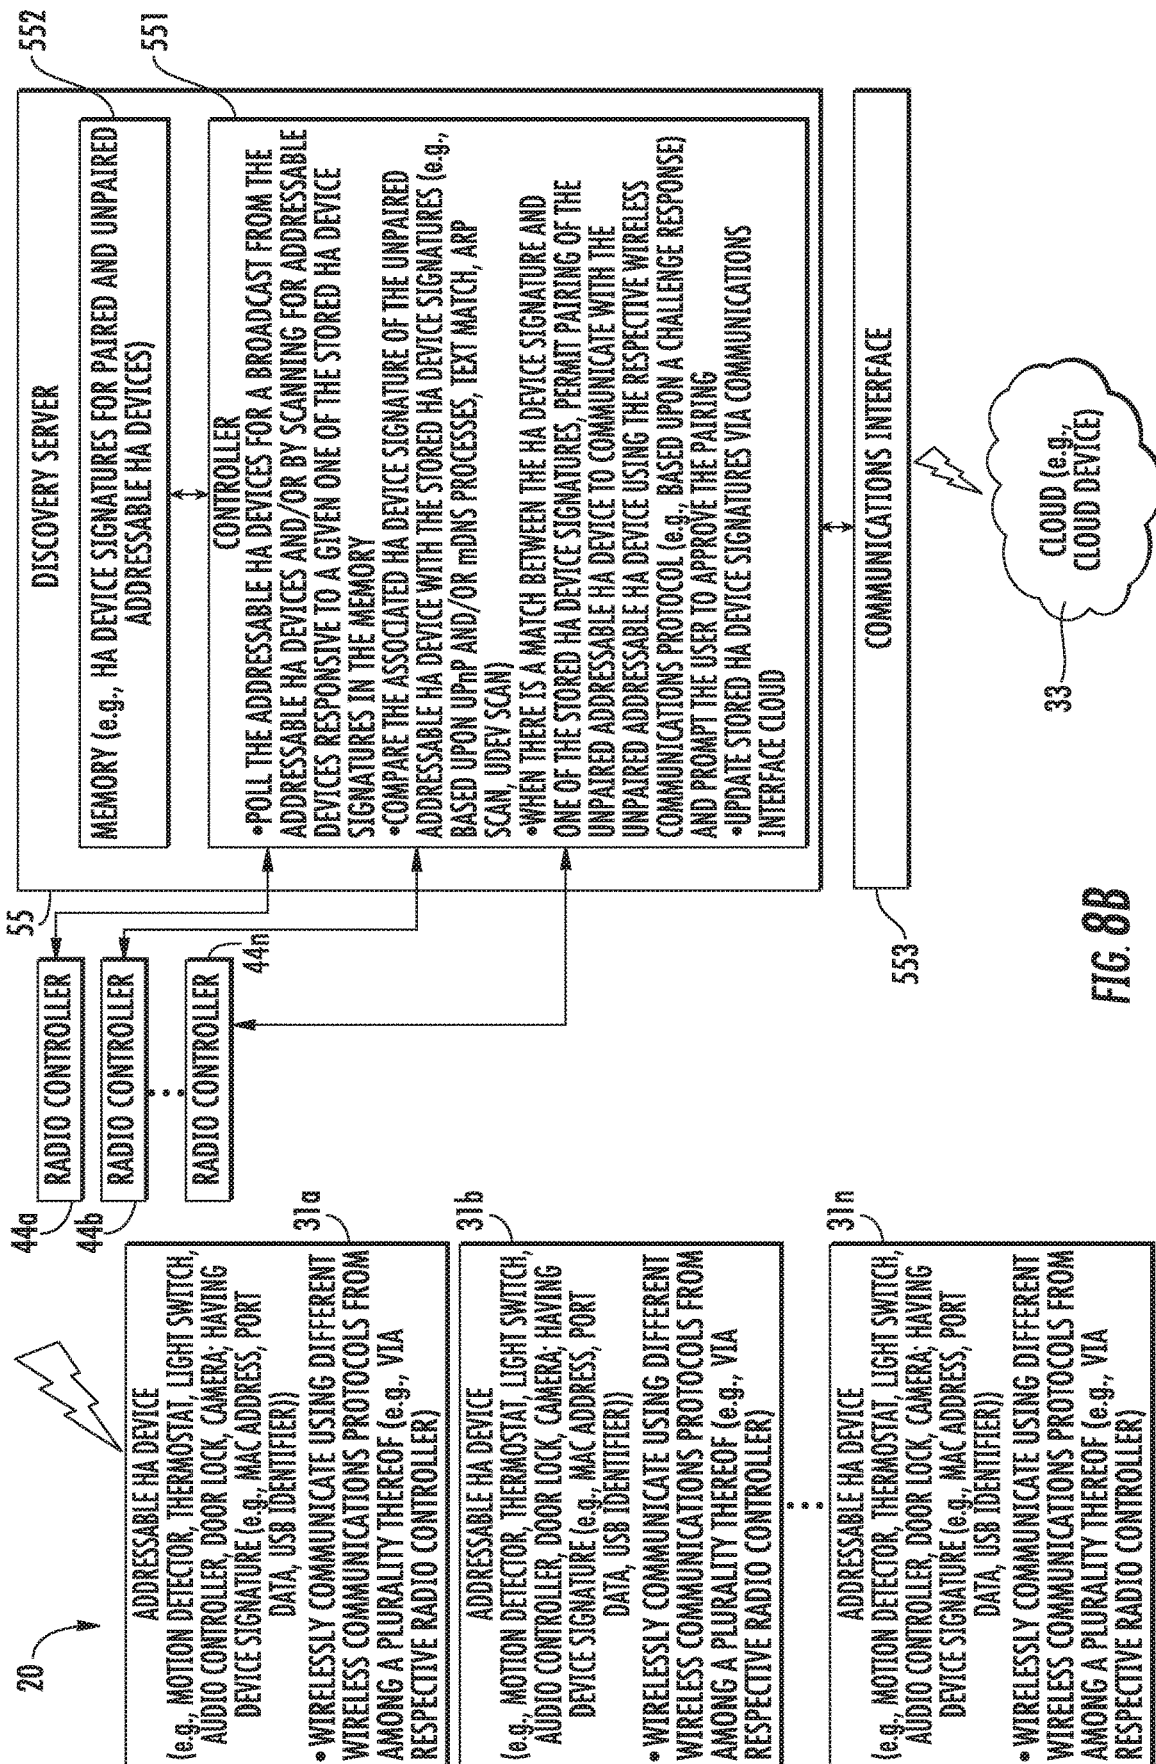 20
ADDRESSABLE HA DEVICE
(e.g., MOTION DETECTOR, THERMOSTAT, LIGHT SWITCH,
AUDIO CONTROLLER, DOOR LOCK, CAMERA; HAVING
DEVICE SIGNATURE (e.g., MAC ADDRESS, PORT
DATA, USB IDENTIFIER))
• WIRELESSLY COMMUNICATE USING DIFFERENT
WIRELESS COMMUNICATIONS PROTOCOLS FROM
AMONG A PLURALITY THEREOF (e.g., VIA
RESPECTIVE RADIO CONTROLLER)
31a
ADDRESSABLE HA DEVICE
(e.g., MOTION DETECTOR, THERMOSTAT, LIGHT SWITCH,
AUDIO CONTROLLER, DOOR LOCK, CAMERA; HAVING
DEVICE SIGNATURE (e.g., MAC ADDRESS, PORT
DATA, USB IDENTIFIER))
• WIRELESSLY COMMUNICATE USING DIFFERENT
WIRELESS COMMUNICATIONS PROTOCOLS FROM
AMONG A PLURALITY THEREOF (e.g., VIA
RESPECTIVE RADIO CONTROLLER)
31b
ADDRESSABLE HA DEVICE
(e.g., MOTION DETECTOR, THERMOSTAT, LIGHT SWITCH,
AUDIO CONTROLLER, DOOR LOCK, CAMERA; HAVING
DEVICE SIGNATURE (e.g., MAC ADDRESS, PORT
DATA, USB IDENTIFIER))
• WIRELESSLY COMMUNICATE USING DIFFERENT
WIRELESS COMMUNICATIONS PROTOCOLS FROM
AMONG A PLURALITY THEREOF (e.g., VIA
RESPECTIVE RADIO CONTROLLER)
31n
44a
RADIO CONTROLLER
44b
RADIO CONTROLLER
RADIO CONTROLLER
44n
55
DISCOVERY SERVER
552
MEMORY (e.g., HA DEVICE SIGNATURES FOR PAIRED AND UNPAIRED
ADDRESSABLE HA DEVICES)
551
CONTROLLER
•POLL THE ADDRESSABLE HA DEVICES FOR A BROADCAST FROM THE
ADDRESSABLE HA DEVICES AND/OR BY SCANNING FOR ADDRESSABLE
DEVICES RESPONSIVE TO A GIVEN ONE OF THE STORED HA DEVICE
SIGNATURES IN THE MEMORY
•COMPARE THE ASSOCIATED HA DEVICE SIGNATURE OF THE UNPAIRED
ADDRESSABLE HA DEVICE WITH THE STORED HA DEVICE SIGNATURES (e.g.,
BASED UPON UPnP AND/OR mDNS PROCESSES, TEXT MATCH, ARP
SCAN, UDEV SCAN)
•WHEN THERE IS A MATCH BETWEEN THE HA DEVICE SIGNATURE AND
ONE OF THE STORED HA DEVICE SIGNATURES, PERMIT PAIRING OF THE
UNPAIRED ADDRESSABLE HA DEVICE TO COMMUNICATE WITH THE
UNPAIRED ADDRESSABLE HA DEVICE USING THE RESPECTIVE WIRELESS
COMMUNICATIONS PROTOCOL (e.g., BASED UPON A CHALLENGE RESPONSE)
AND PROMPT THE USER TO APPROVE THE PAIRING
•UPDATE STORED HA DEVICE SIGNATURES VIA COMMUNICATIONS
INTERFACE CLOUD
553
COMMUNICATIONS INTERFACE
33
CLOUD (e.g.,
CLOUD DEVICE)
FIG. 8B